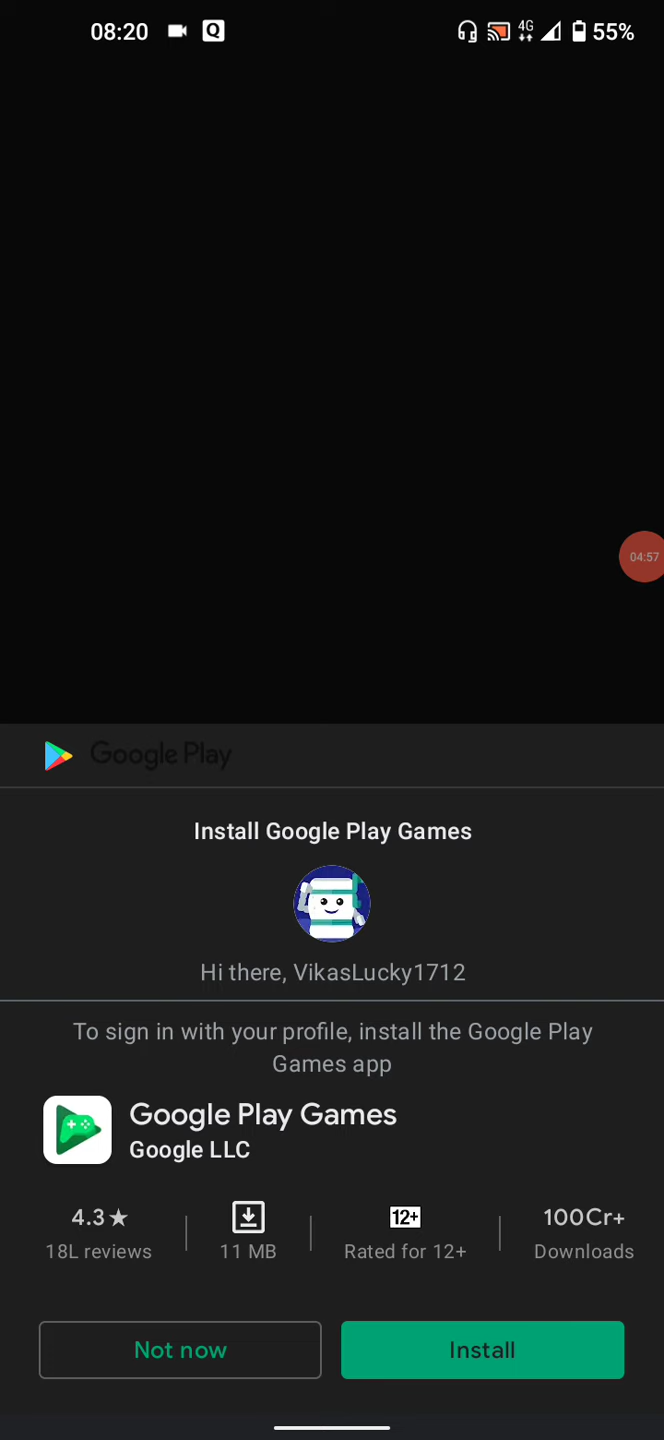 08:20
Q
4G
55%
04:57
Google Play
Install Google Play Games
Hi there, VikasLucky1712
To sign in with your profile, install the Google Play
Games app
Google Play Games
Google LLC
4.3★
12+
100Cr+
18L reviews
11 MB
Rated for 12+
Downloads
Not now
Install